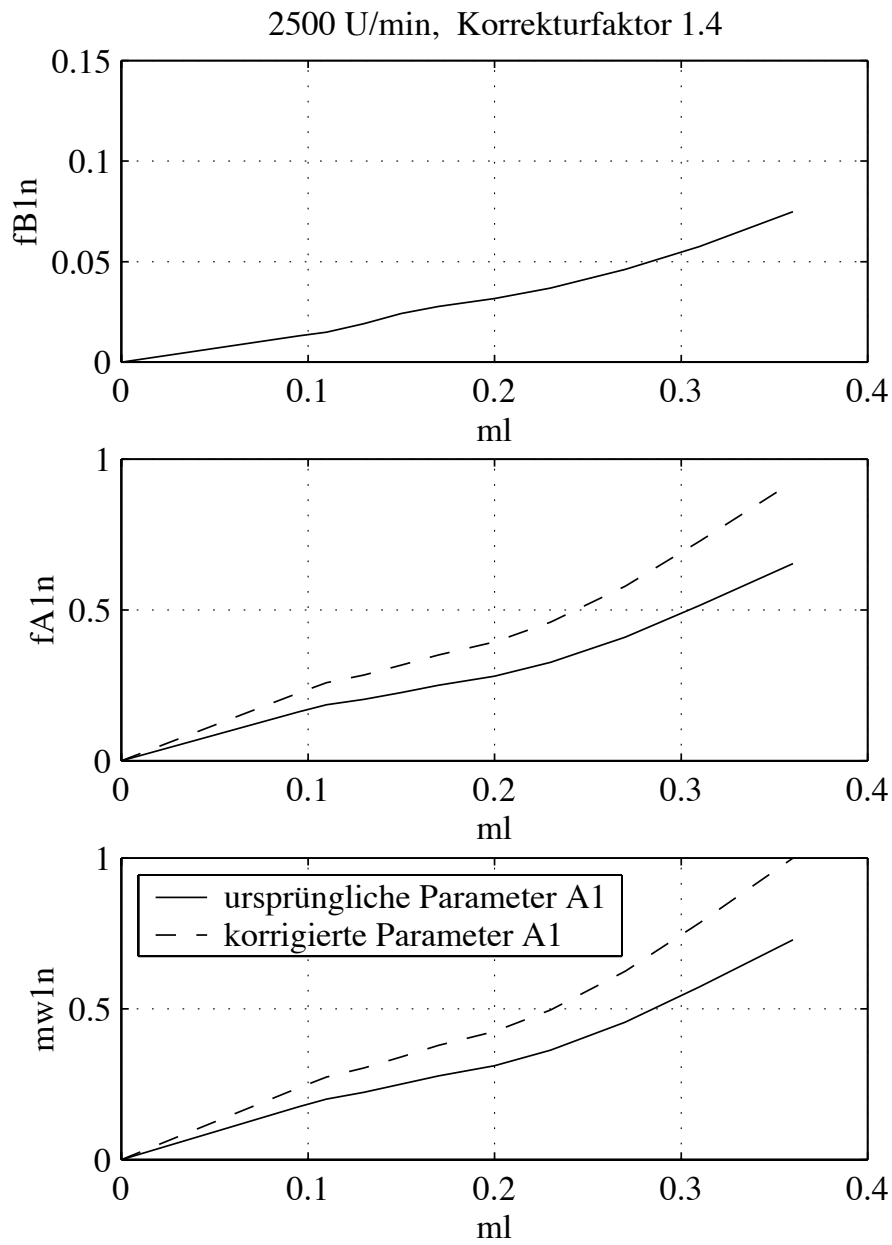 2500 U/min,  Korrekturfaktor 1.4
0.15
0.1
0.05
0
fB1n
0 0.1 0.2 0.3 0.4
ml
1
0.5
0
fA1n
0 0.1 0.2 0.3 0.4
ml
1
0.5
0
mw1n
ursprüngliche Parameter A1
korrigierte Parameter A1
0 0.1 0.2 0.3 0.4
ml